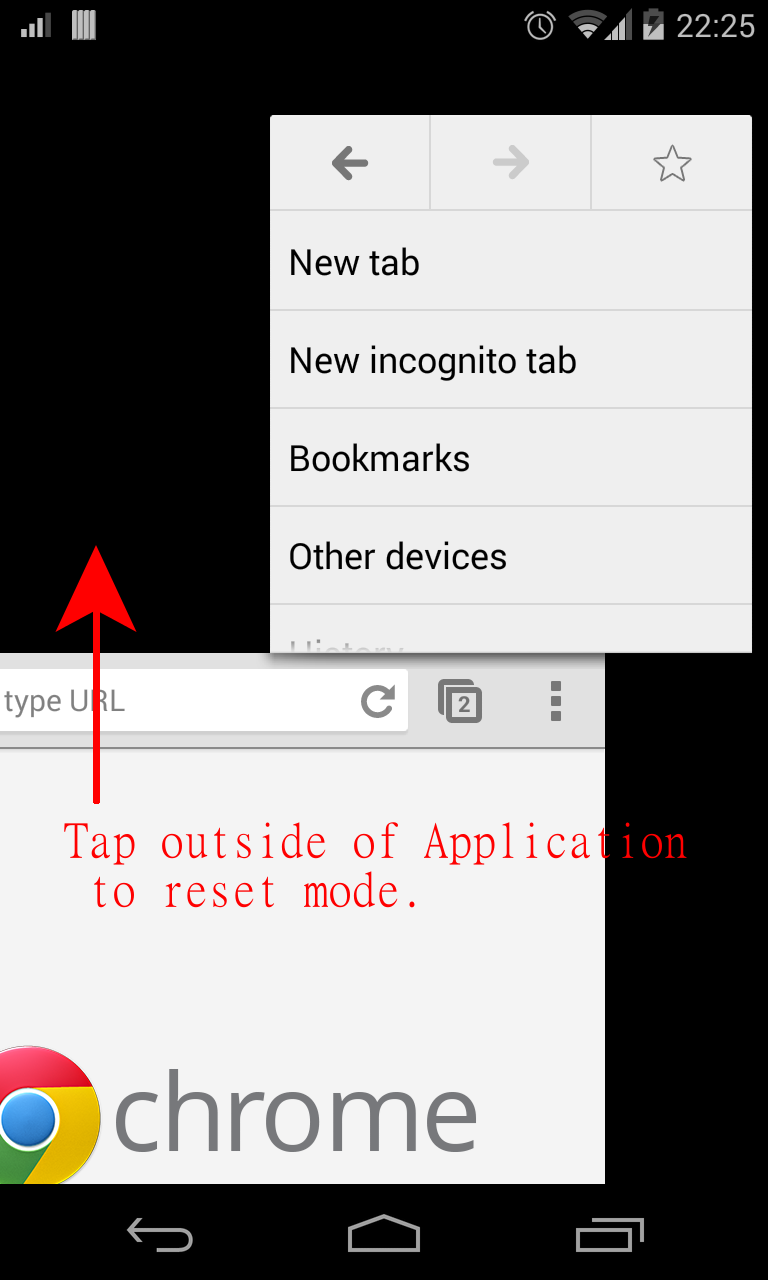 22:25
New tab
New incognito tab
Bookmarks
Other devices
History
type URL
2
Tap outside of Application
to reset mode.
chrome